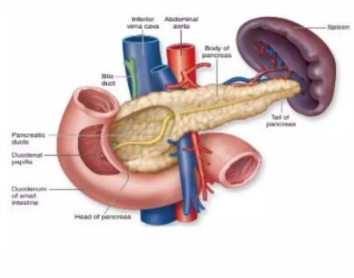 Inferior
vena cava
Abdominal
aorta
Spleen
Body of
pancreas
Bile
duct
Tail of
pancreas
Pancreatic
ducts
Duodenal
papilla
Duodenum
of small
intestine
Head of pancreas